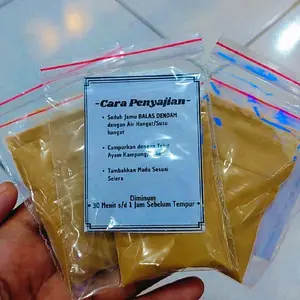 -Cara Penyajian-
• Seduh Jamu BALAS DENDAM
dengan Air Hangat/Susu
hangat
• Campurkan dengan Telur
Ayam Kampung/
• Tambahkan Madu Sesuai
Selera
Diminum
• 30 Menit s/d 1 Jam Sebelum Tempur •